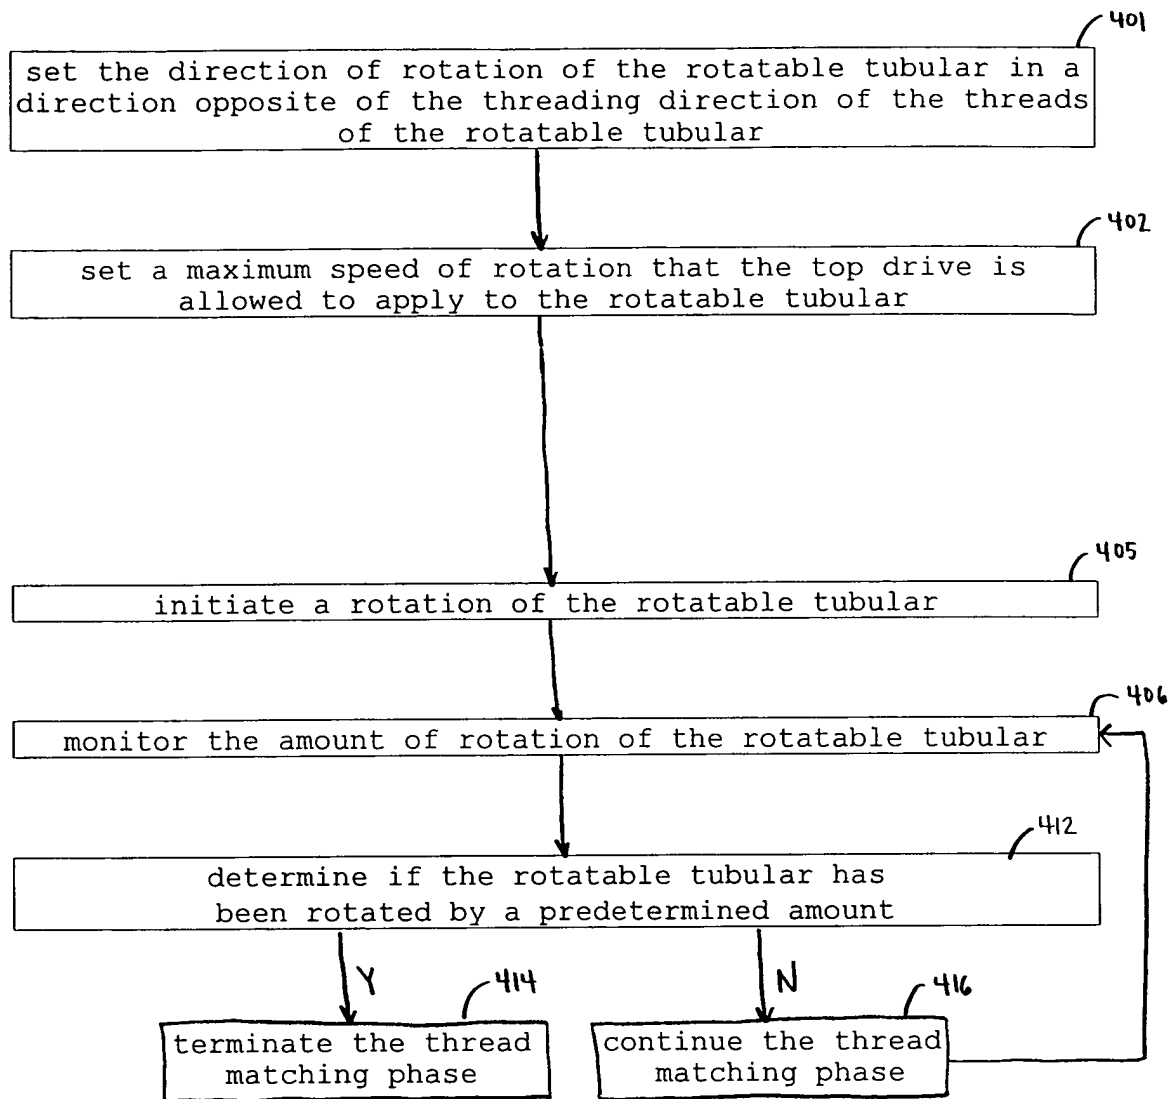 401
set the direction of rotation of the rotatable tubular in a
direction opposite of the threading direction of the threads
of the rotatable tubular
402
set a maximum speed of rotation that the top drive is
allowed to apply to the rotatable tubular
405
initiate a rotation of the rotatable tubular
406
monitor the amount of rotation of the rotatable tubular
412
determine if the rotatable tubular has
been rotated by a predetermined amount
Y
414
N
416
terminate the thread
matching phase
continue the thread
matching phase